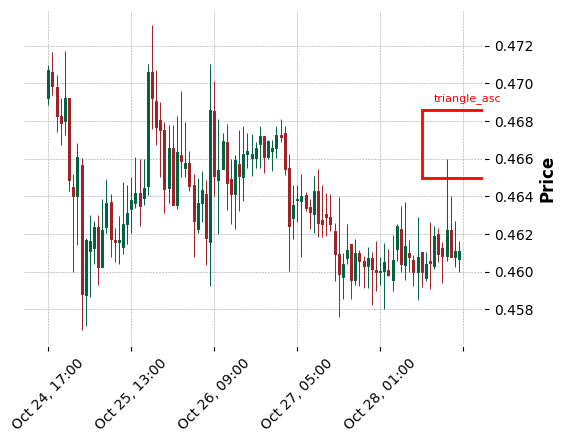 0.472
0.470
triangle_asc
0.468
0.466
0.464
0.462
0.460
0.458
Price
Oct 24, 17:00
Oct 25, 13:00
Oct 26, 09:00
Oct 27, 05:00
Oct 28, 01:00